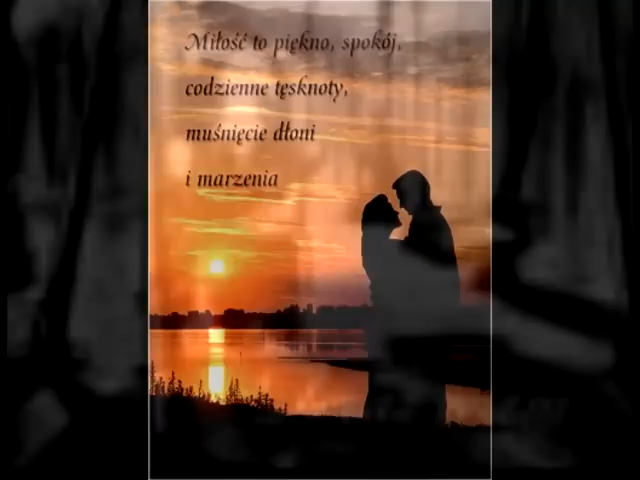 Miłość to piękno, spokój,
codzienne tęsknoty,
muśnięcie dłoni
i marzenia